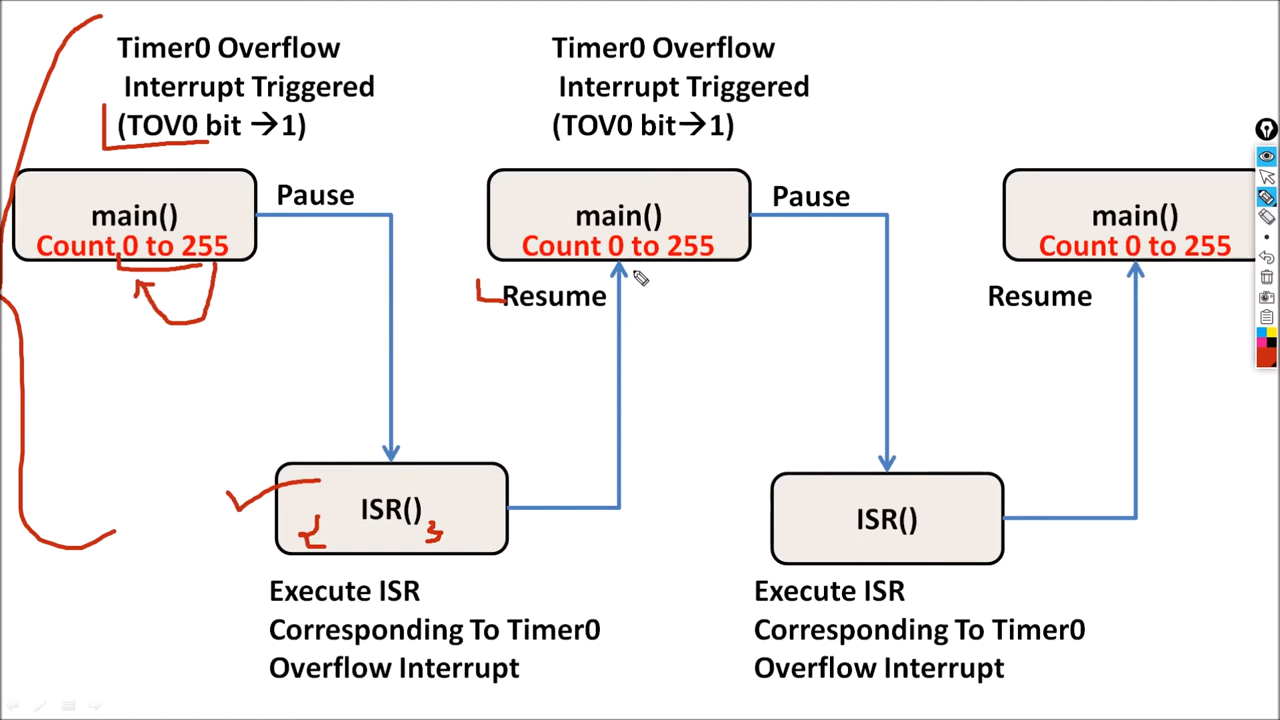 Timer0 Overflow
Interrupt Triggered
(TOV0 bit →1)
Timer0 Overflow
Interrupt Triggered
(TOV0 bit→1)
main()
Count 0 to 255
Pause
main()
Count 0 to 255
Pause
main()
Count 0 to 255
Resume
Resume
ISR()
{ }
ISR()
Execute ISR
Corresponding To Timer0
Overflow Interrupt
Execute ISR
Corresponding To Timer0
Overflow Interrupt